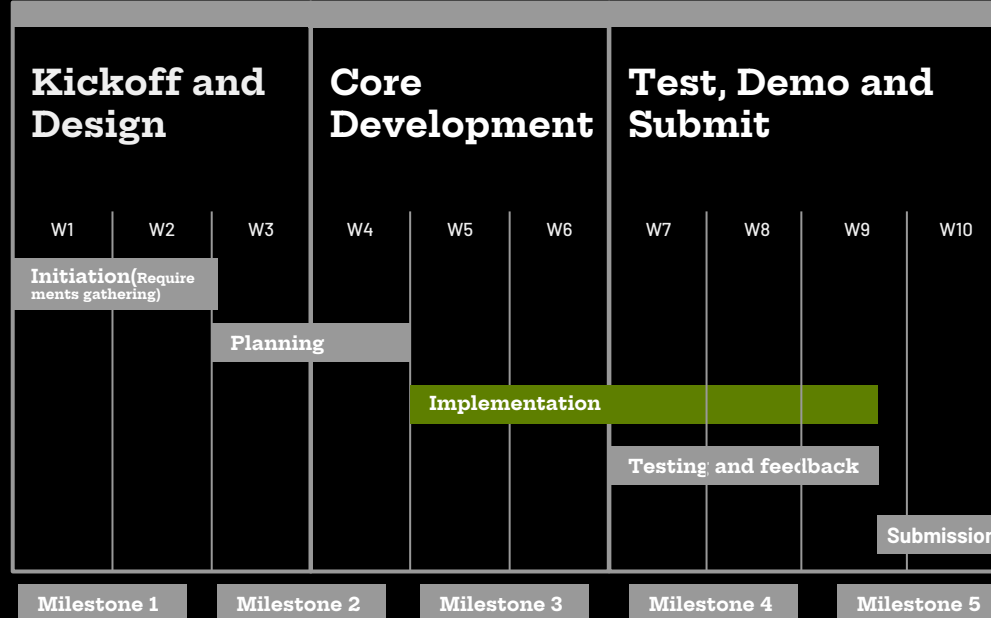 Kickoff and
Design
Core
Development
Test, Demo and
Submit
W1 W2 W3 W4 W5 W6 W7 W8 W9 W10
Initiation(Require
ments gathering)
Planning
Implementation
Testing and feedback
Submission
Milestone 1 Milestone 2 Milestone 3 Milestone 4 Milestone 5